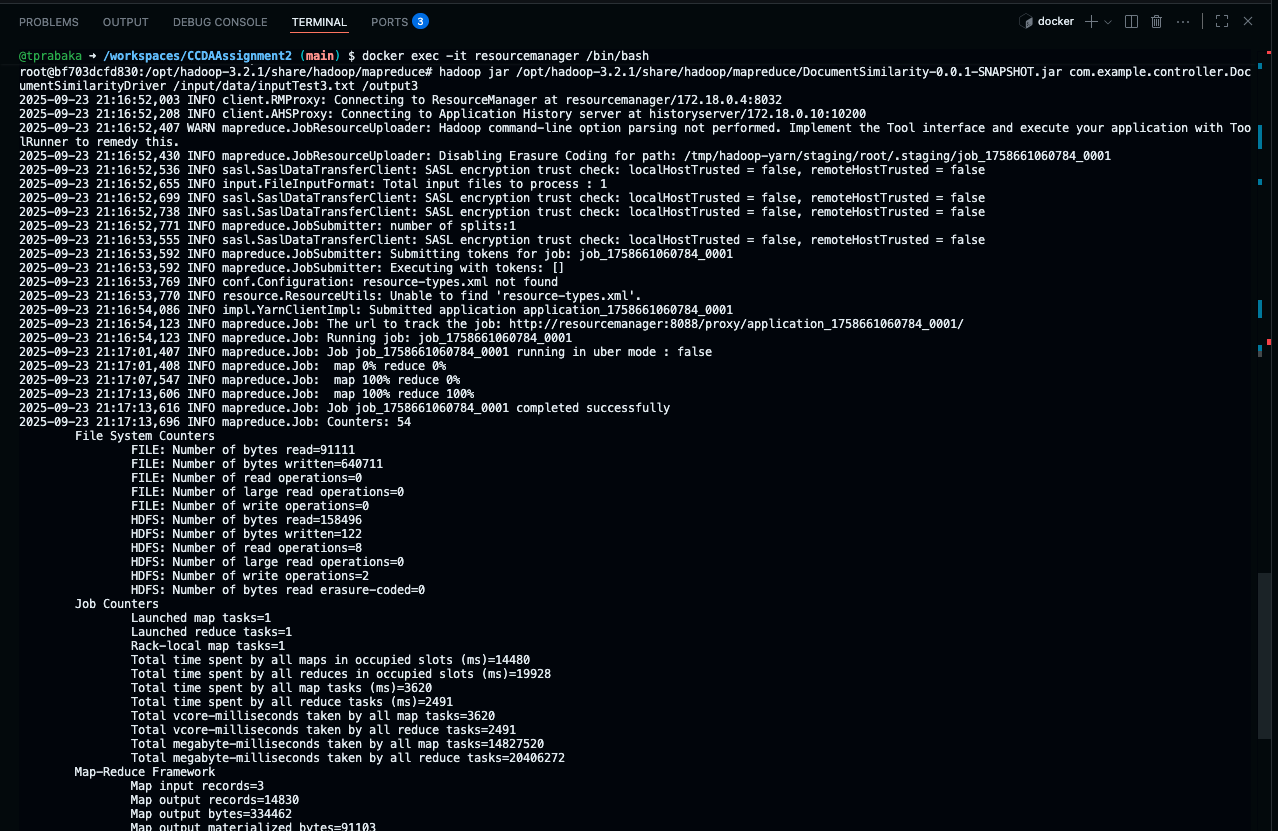 PROBLEMS OUTPUT DEBUG CONSOLE TERMINAL PORTS 3 docker
@tprabaka → /workspaces/CCDAAssignment2 (main) $ docker exec -it resourcemanager /bin/bash
root@bf703dcfd830:/opt/hadoop-3.2.1/share/hadoop/mapreduce# hadoop jar /opt/hadoop-3.2.1/share/hadoop/mapreduce/DocumentSimilarity-0.0.1-SNAPSHOT.jar com.example.controller.Doc
umentSimilarityDriver /input/data/inputTest3.txt /output3
2025-09-23 21:16:52,003 INFO client.RMProxy: Connecting to ResourceManager at resourcemanager/172.18.0.4:8032
2025-09-23 21:16:52,208 INFO client.AHSProxy: Connecting to Application History server at historyserver/172.18.0.10:10200
2025-09-23 21:16:52,407 WARN mapreduce.JobResourceUploader: Hadoop command-line option parsing not performed. Implement the Tool interface and execute your application with Too
lRunner to remedy this.
2025-09-23 21:16:52,430 INFO mapreduce.JobResourceUploader: Disabling Erasure Coding for path: /tmp/hadoop-yarn/staging/root/.staging/job_1758661060784_0001
2025-09-23 21:16:52,536 INFO sasl.SaslDataTransferClient: SASL encryption trust check: localHostTrusted = false, remoteHostTrusted = false
2025-09-23 21:16:52,655 INFO input.FileInputFormat: Total input files to process : 1
2025-09-23 21:16:52,699 INFO sasl.SaslDataTransferClient: SASL encryption trust check: localHostTrusted = false, remoteHostTrusted = false
2025-09-23 21:16:52,738 INFO sasl.SaslDataTransferClient: SASL encryption trust check: localHostTrusted = false, remoteHostTrusted = false
2025-09-23 21:16:52,771 INFO mapreduce.JobSubmitter: number of splits:1
2025-09-23 21:16:53,555 INFO sasl.SaslDataTransferClient: SASL encryption trust check: localHostTrusted = false, remoteHostTrusted = false
2025-09-23 21:16:53,592 INFO mapreduce.JobSubmitter: Submitting tokens for job: job_1758661060784_0001
2025-09-23 21:16:53,592 INFO mapreduce.JobSubmitter: Executing with tokens: []
2025-09-23 21:16:53,769 INFO conf.Configuration: resource-types.xml not found
2025-09-23 21:16:53,770 INFO resource.ResourceUtils: Unable to find 'resource-types.xml'.
2025-09-23 21:16:54,086 INFO impl.YarnClientImpl: Submitted application application_1758661060784_0001
2025-09-23 21:16:54,123 INFO mapreduce.Job: The url to track the job: http://resourcemanager:8088/proxy/application_1758661060784_0001/
2025-09-23 21:16:54,123 INFO mapreduce.Job: Running job: job_1758661060784_0001
2025-09-23 21:17:01,407 INFO mapreduce.Job: Job job_1758661060784_0001 running in uber mode : false
2025-09-23 21:17:01,408 INFO mapreduce.Job:  map 0% reduce 0%
2025-09-23 21:17:07,547 INFO mapreduce.Job:  map 100% reduce 0%
2025-09-23 21:17:13,606 INFO mapreduce.Job:  map 100% reduce 100%
2025-09-23 21:17:13,616 INFO mapreduce.Job: Job job_1758661060784_0001 completed successfully
2025-09-23 21:17:13,696 INFO mapreduce.Job: Counters: 54
File System Counters
FILE: Number of bytes read=91111
FILE: Number of bytes written=640711
FILE: Number of read operations=0
FILE: Number of large read operations=0
FILE: Number of write operations=0
HDFS: Number of bytes read=158496
HDFS: Number of bytes written=122
HDFS: Number of read operations=8
HDFS: Number of large read operations=0
HDFS: Number of write operations=2
HDFS: Number of bytes read erasure-coded=0
Job Counters
Launched map tasks=1
Launched reduce tasks=1
Rack-local map tasks=1
Total time spent by all maps in occupied slots (ms)=14480
Total time spent by all reduces in occupied slots (ms)=19928
Total time spent by all map tasks (ms)=3620
Total time spent by all reduce tasks (ms)=2491
Total vcore-milliseconds taken by all map tasks=3620
Total vcore-milliseconds taken by all reduce tasks=2491
Total megabyte-milliseconds taken by all map tasks=14827520
Total megabyte-milliseconds taken by all reduce tasks=20406272
Map-Reduce Framework
Map input records=3
Map output records=14830
Map output bytes=334462
Map output materialized bytes=91103